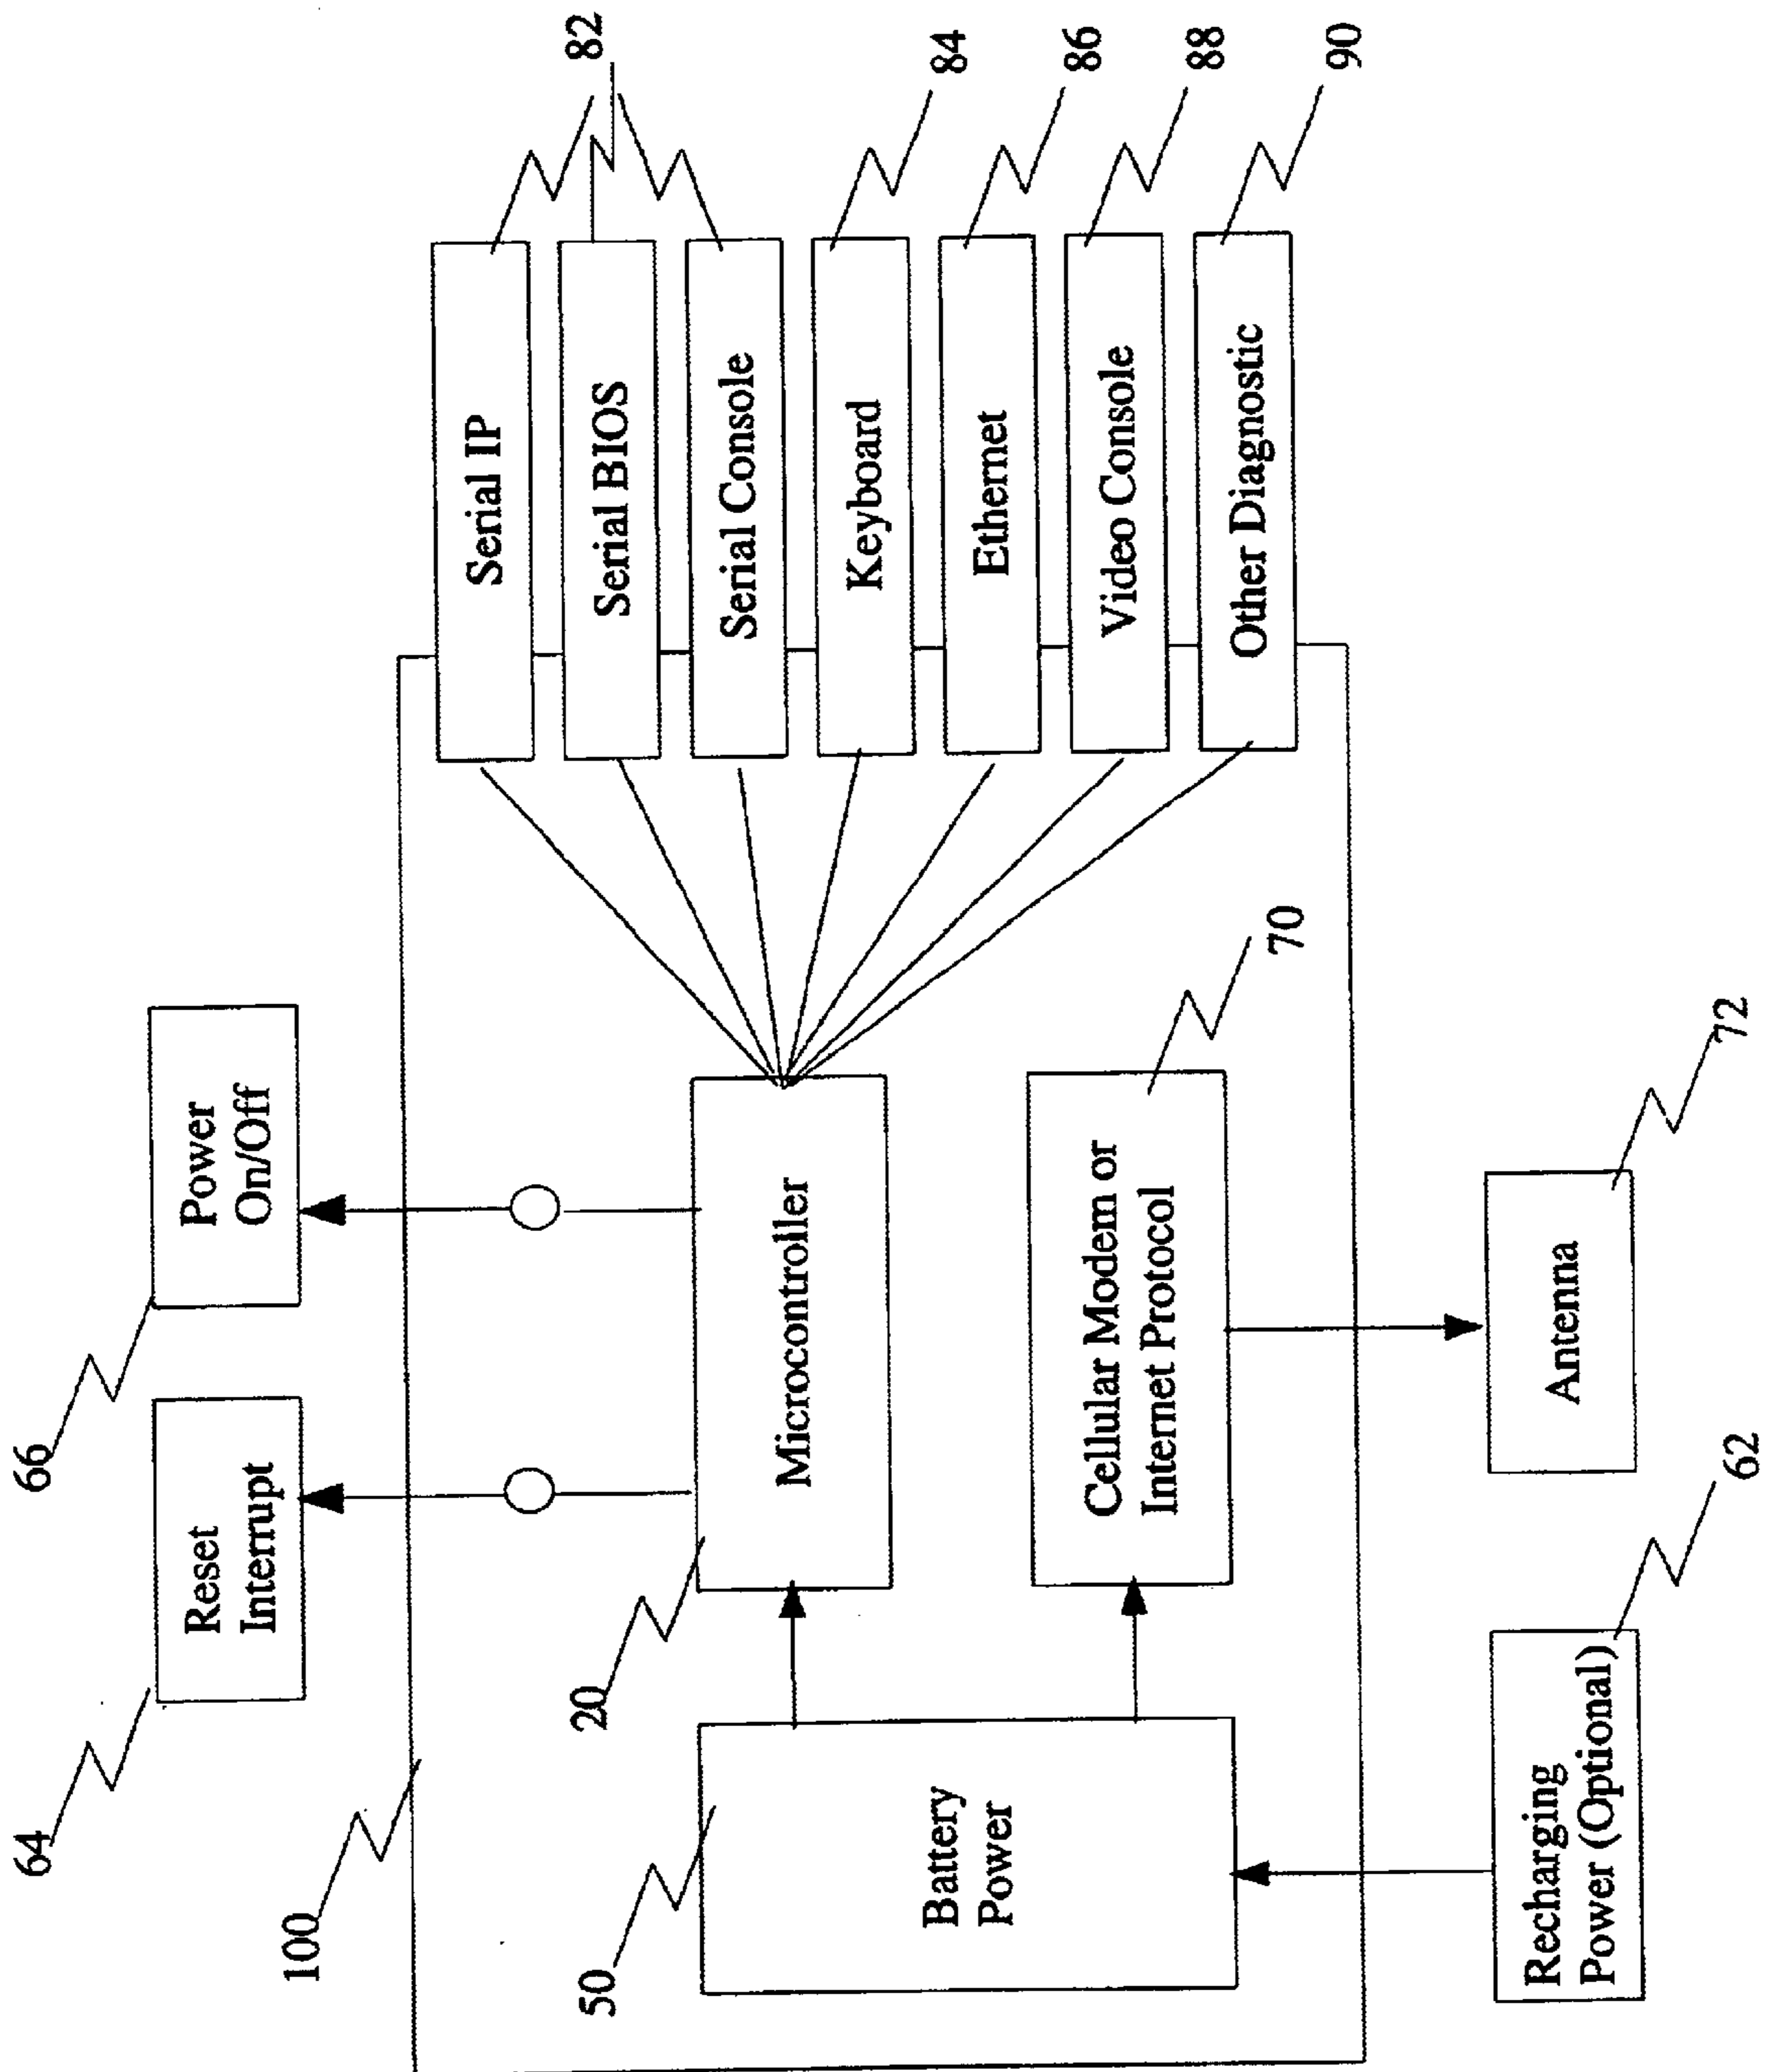 64
66
Reset
Interrupt
Power
On/Off
100
82
Serial IP
Serial BIOS
Serial Console
84
Keyboard
86
Ethernet
88
Video Console
90
Other Diagnostic
20
Microcontroller
50
Battery
Power
Cellular Modem or
Internet Protocol
70
Recharging
Power (Optional)
62
Antenna
72